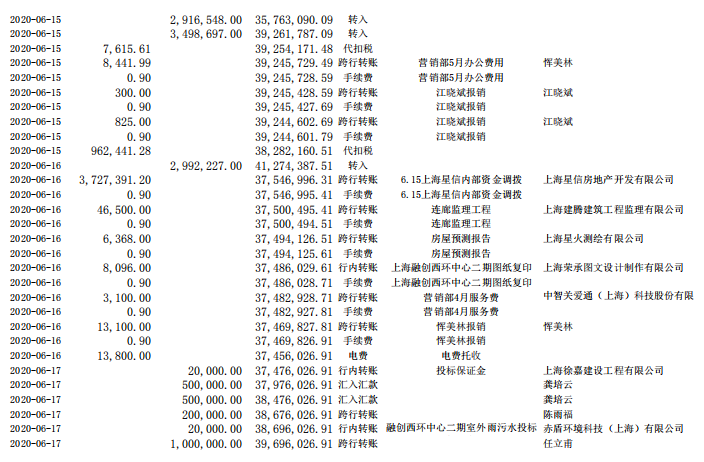 2020-06-15 2,916,548.00 35,763,090.09 转入
2020-06-15 3,498,697.00 39,261,787.09 转入
2020-06-15 7,615.61 39,254,171.48 代扣税
2020-06-15 8,441.99 39,245,729.49 跨行转账 营销部5月办公费用 恽美林
2020-06-15 0.90 39,245,728.59 手续费 营销部5月办公费用
2020-06-15 300.00 39,245,428.59 跨行转账 江晓斌报销 江晓斌
2020-06-15 0.90 39,245,427.69 手续费 江晓斌报销
2020-06-15 825.00 39,244,602.69 跨行转账 江晓斌报销 江晓斌
2020-06-15 0.90 39,244,601.79 手续费 江晓斌报销
2020-06-15 962,441.28 38,282,160.51 代扣税
2020-06-16 2,992,227.00 41,274,387.51 转入
2020-06-16 3,727,391.20 37,546,996.31 跨行转账 6.15上海星信内部资金调拨 上海星信房地产开发有限公司
2020-06-16 0.90 37,546,995.41 手续费 6.15上海星信内部资金调拨
2020-06-16 46,500.00 37,500,495.41 跨行转账 连廊监理工程 上海建腾建筑工程监理有限公司
2020-06-16 0.90 37,500,494.51 手续费 连廊监理工程
2020-06-16 6,368.00 37,494,126.51 跨行转账 房屋预测报告 上海星火测绘有限公司
2020-06-16 0.90 37,494,125.61 手续费 房屋预测报告
2020-06-16 8,096.00 37,486,029.61 行内转账 上海融创西环中心二期图纸复印 上海荣承图文设计制作有限公司
2020-06-16 0.90 37,486,028.71 手续费 上海融创西环中心二期图纸复印
2020-06-16 3,100.00 37,482,928.71 跨行转账 营销部4月服务费 中智关爱通（上海）科技股份有限
2020-06-16 0.90 37,482,927.81 手续费 营销部4月服务费
2020-06-16 13,100.00 37,469,827.81 跨行转账 恽美林报销 恽美林
2020-06-16 0.90 37,469,826.91 手续费 恽美林报销
2020-06-16 13,800.00 37,456,026.91 电费 电费托收
2020-06-17 20,000.00 37,476,026.91 行内转账 投标保证金 上海徐嘉建设工程有限公司
2020-06-17 500,000.00 37,976,026.91 汇入汇款 龚培云
2020-06-17 500,000.00 38,476,026.91 汇入汇款 龚培云
2020-06-17 200,000.00 38,676,026.91 跨行转账 陈雨福
2020-06-17 20,000.00 38,696,026.91 行内转账 融创西环中心二期室外雨污水投标 赤盾环境科技（上海）有限公司
2020-06-17 1,000,000.00 39,696,026.91 跨行转账 任立甫